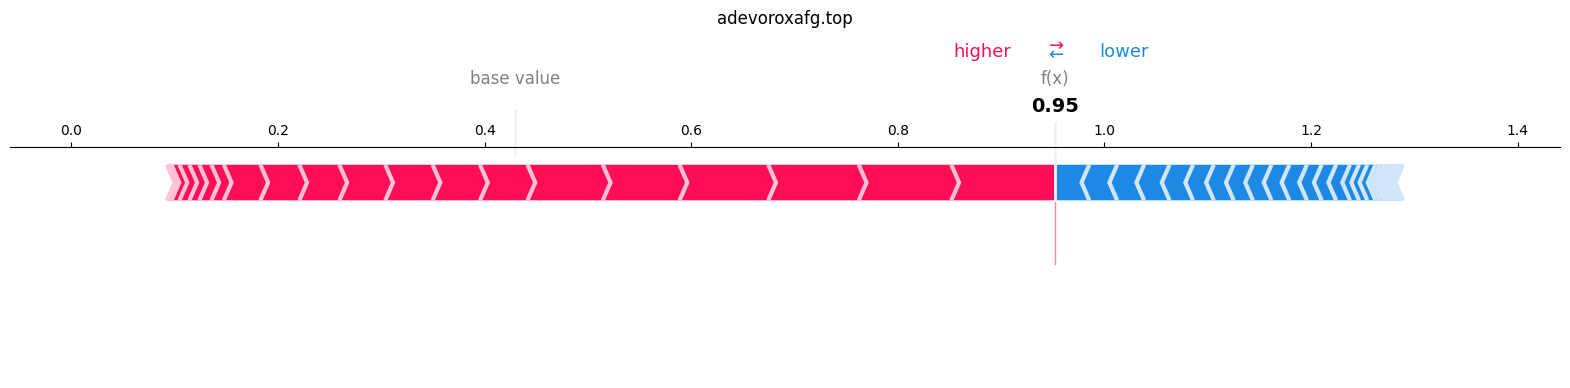 adevoroxafg.top
higher → ← lower
base value f(x)
0.95
0.0 0.2 0.4 0.6 0.8 1.0 1.2 1.4